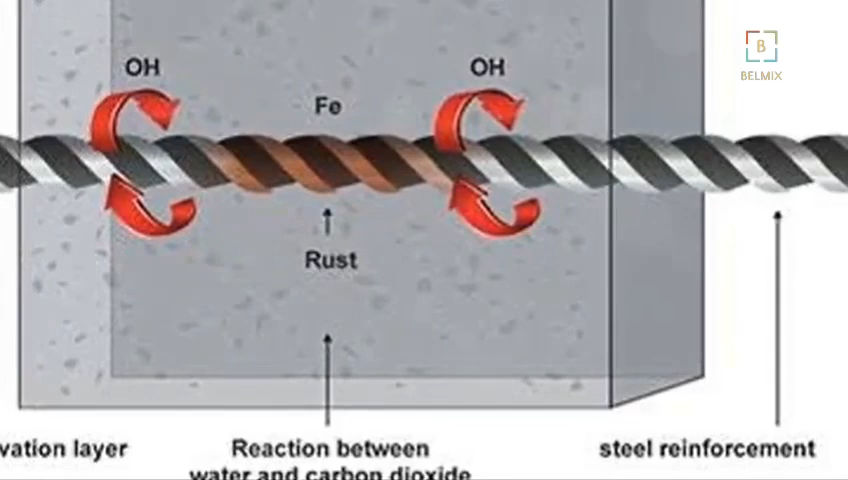 B
BELMIX
OH
OH
Fe
Rust
vation layer
Reaction between
water and carbon dioxide
steel reinforcement